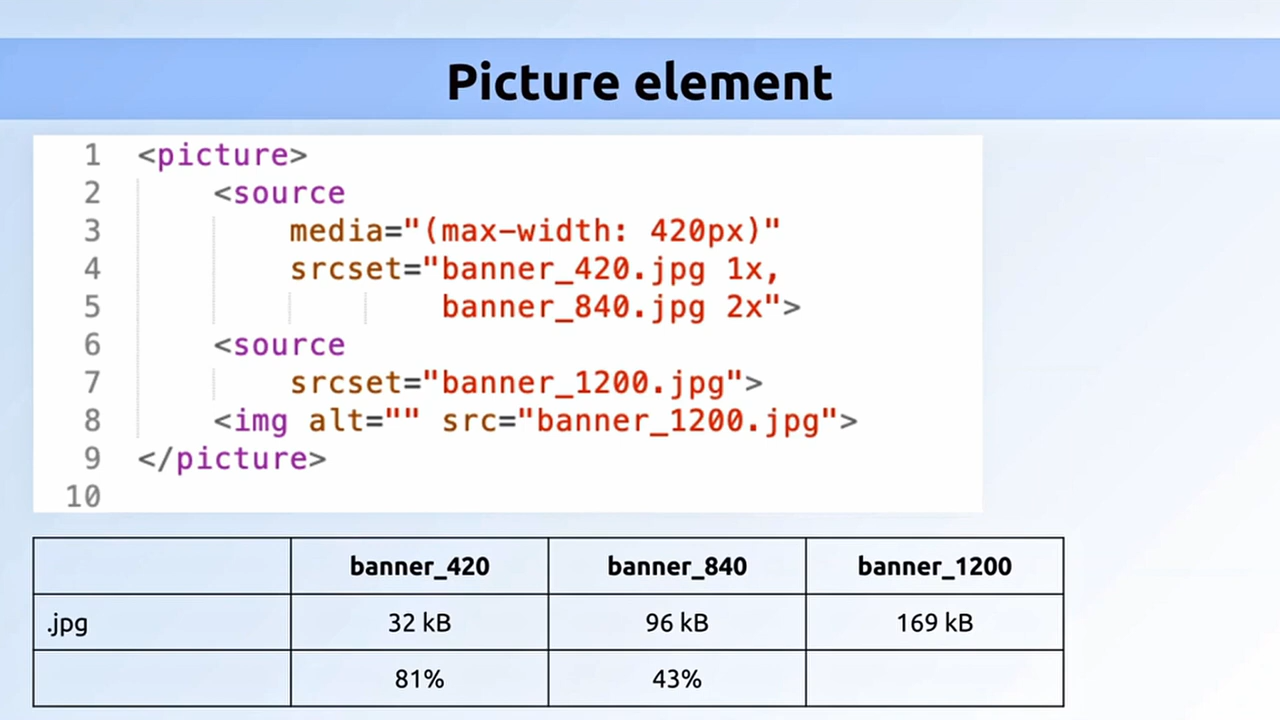 Picture element
1 <picture>
2 <source
3 media="(max-width: 420px)"
4 srcset="banner_420.jpg 1x,
5 banner_840.jpg 2x">
6 <source
7 srcset="banner_1200.jpg">
8 <img alt="" src="banner_1200.jpg">
9 </picture>
10
banner_420 banner_840 banner_1200
.jpg 32 kB 96 kB 169 kB
81% 43%